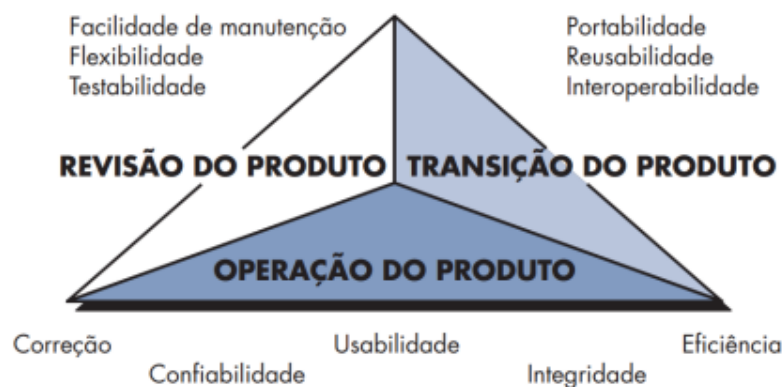 Facilidade de manutenção
Flexibilidade
Testabilidade
Portabilidade
Reusabilidade
Interoperabilidade
REVISÃO DO PRODUTO
TRANSIÇÃO DO PRODUTO
OPERAÇÃO DO PRODUTO
Correção
Confiabilidade
Usabilidade
Integridade
Eficiência